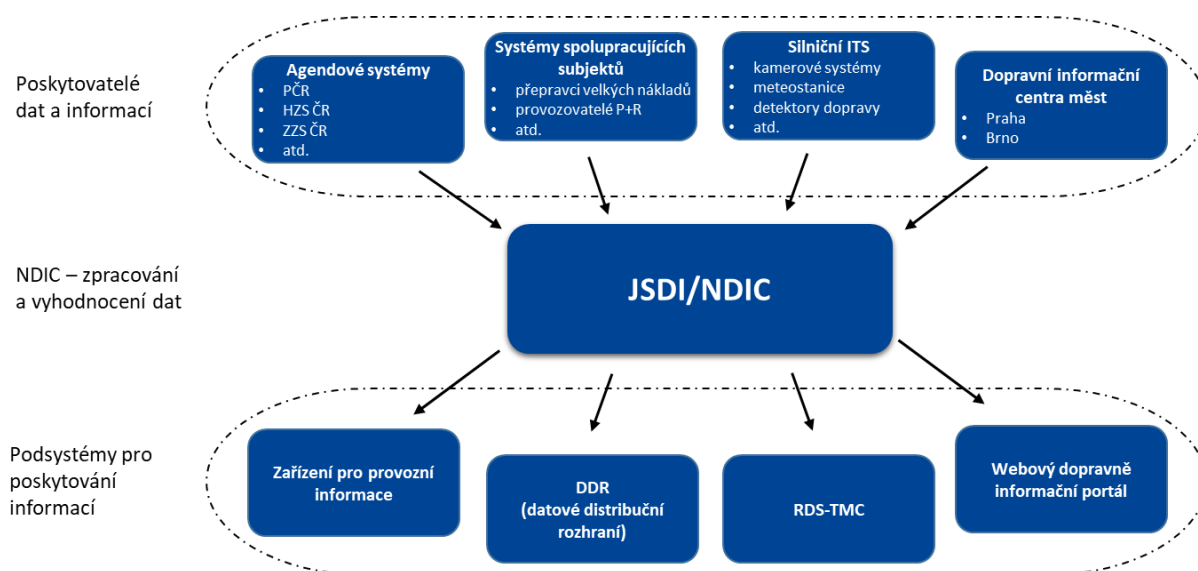 Poskytovatelé
dat a informací
Agendové systémy
• PČR
• HZS ČR
• ZZS ČR
• atd.
Systémy spolupracujících
subjektů
• přepravci velkých nákladů
• provozovatelé P+R
• atd.
Silniční ITS
• kamerové systémy
• meteostanice
• detektory dopravy
• atd.
Dopravní informační
centra měst
• Praha
• Brno
NDIC – zpracování
a vyhodnocení dat
JSDI/NDIC
Podsystémy pro
poskytování
informací
Zařízení pro provozní
informace
DDR
(datové distribuční
rozhraní)
RDS-TMC
Webový dopravně
informační portál